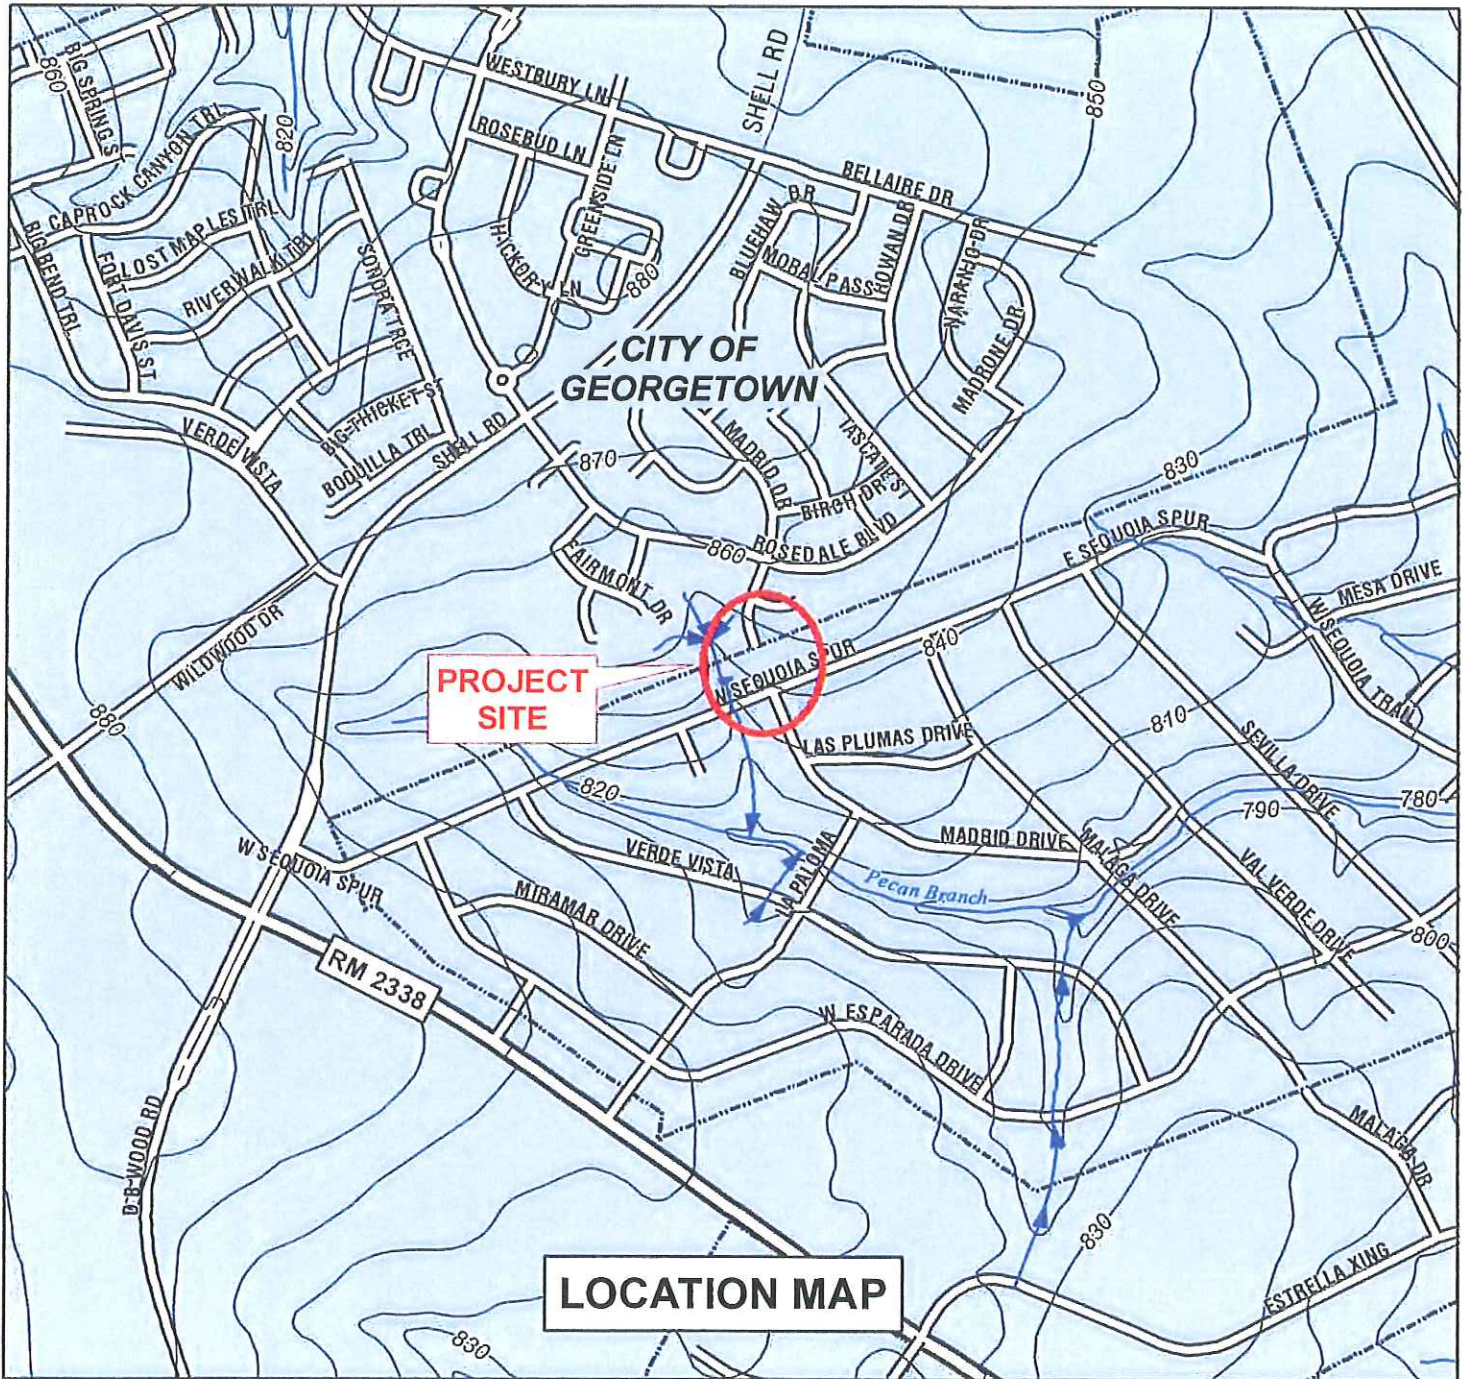 SHELL RD
850
BIG SPRING ST
860
WESTBURY LN
820
ROSEBUD LN
GREENSIDE LN
CAPROCK CANYON TRL
BELLAIRE DR
BLUEHAW DR
ROWAN DR
LOST MAPLES TRL
BIG BEND TRL
FORT DAVIS ST
RIVERWALK TRL
SONORA TRCE
HICKORY LN
880
MORAL PASS
NARANJO DR
MADRONE DR
CITY OF
GEORGETOWN
BIG THICKET ST
VERDE VISTA
BOQUILLA TRL
SHELL RD
870
MADRID DR
TASCATE ST
BIRCH DR
830
ROSEDALE BLVD
860
E SEQUOIA SPUR
FAIRMONT DR
MESA DRIVE
WILDWOOD DR
W SEQUOIA TRAIL
840
PROJECT
SITE
N SEQUOIA SPUR
880
LAS PLUMAS DRIVE
810
SEVILLA DRIVE
820
790
780
MADRID DRIVE
W SEQUOIA SPUR
VERDE VISTA
LA PALOMA
MALAGA DRIVE
VAL VERDE DRIVE
Pecan Branch
MIRAMAR DRIVE
800
RM 2338
W ESPARADA DRIVE
D B WOOD RD
MALAGA DR
830
ESTRELLA XING
LOCATION MAP
830